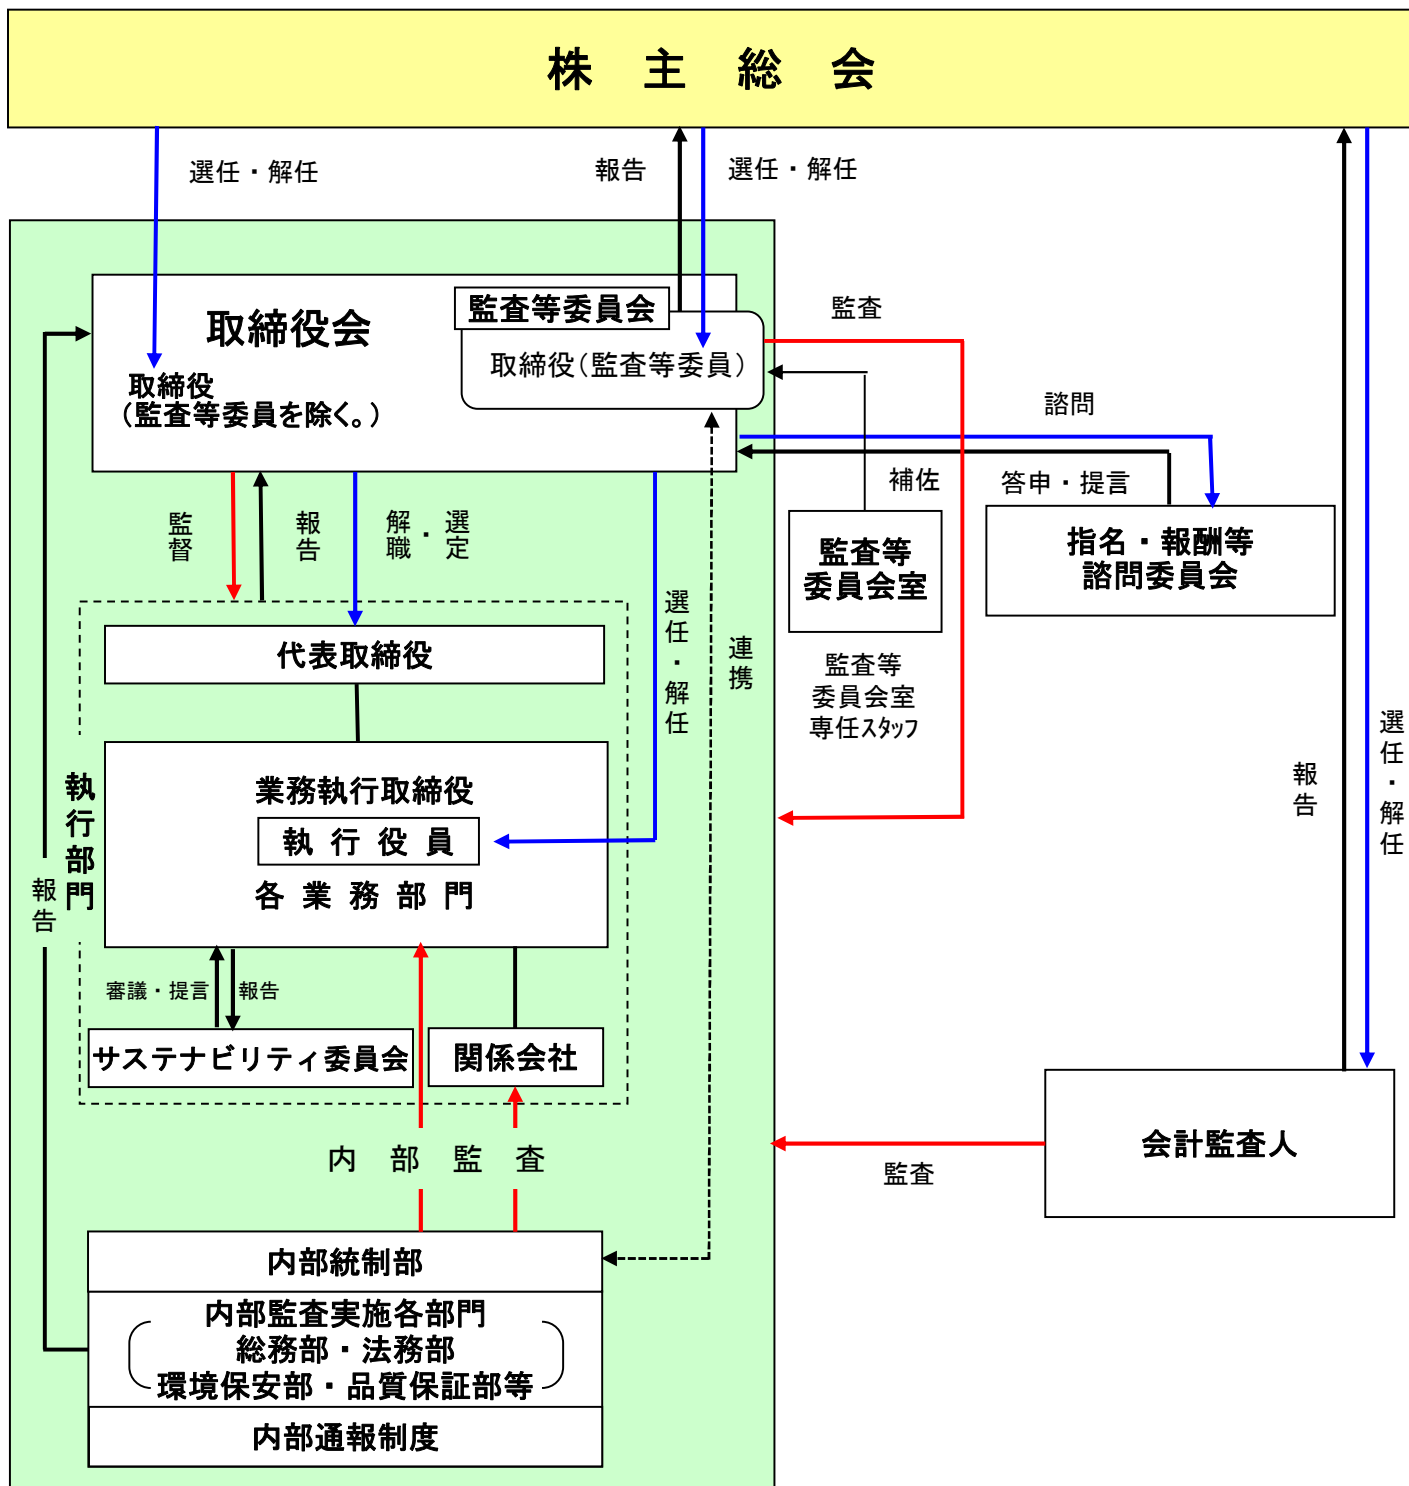 株主総会
選任・解任
報告
選任・解任
取締役会
監査等委員会
取締役（監査等委員）
取締役
（監査等委員を除く。）
監査
諮問
補佐
答申・提言
監査等
委員会室
指名・報酬等
諮問委員会
監督
報告
選定・
解職
選任・解任
連携
監査等
委員会室
専任ｽﾀｯﾌ
代表取締役
執行部門
業務執行取締役
執行役員
各業務部門
報告
報告
選任・解任
審議・提言
報告
サステナビリティ委員会
関係会社
内部監査
会計監査人
監査
内部統制部
内部監査実施各部門
総務部・法務部
環境保安部・品質保証部等
内部通報制度